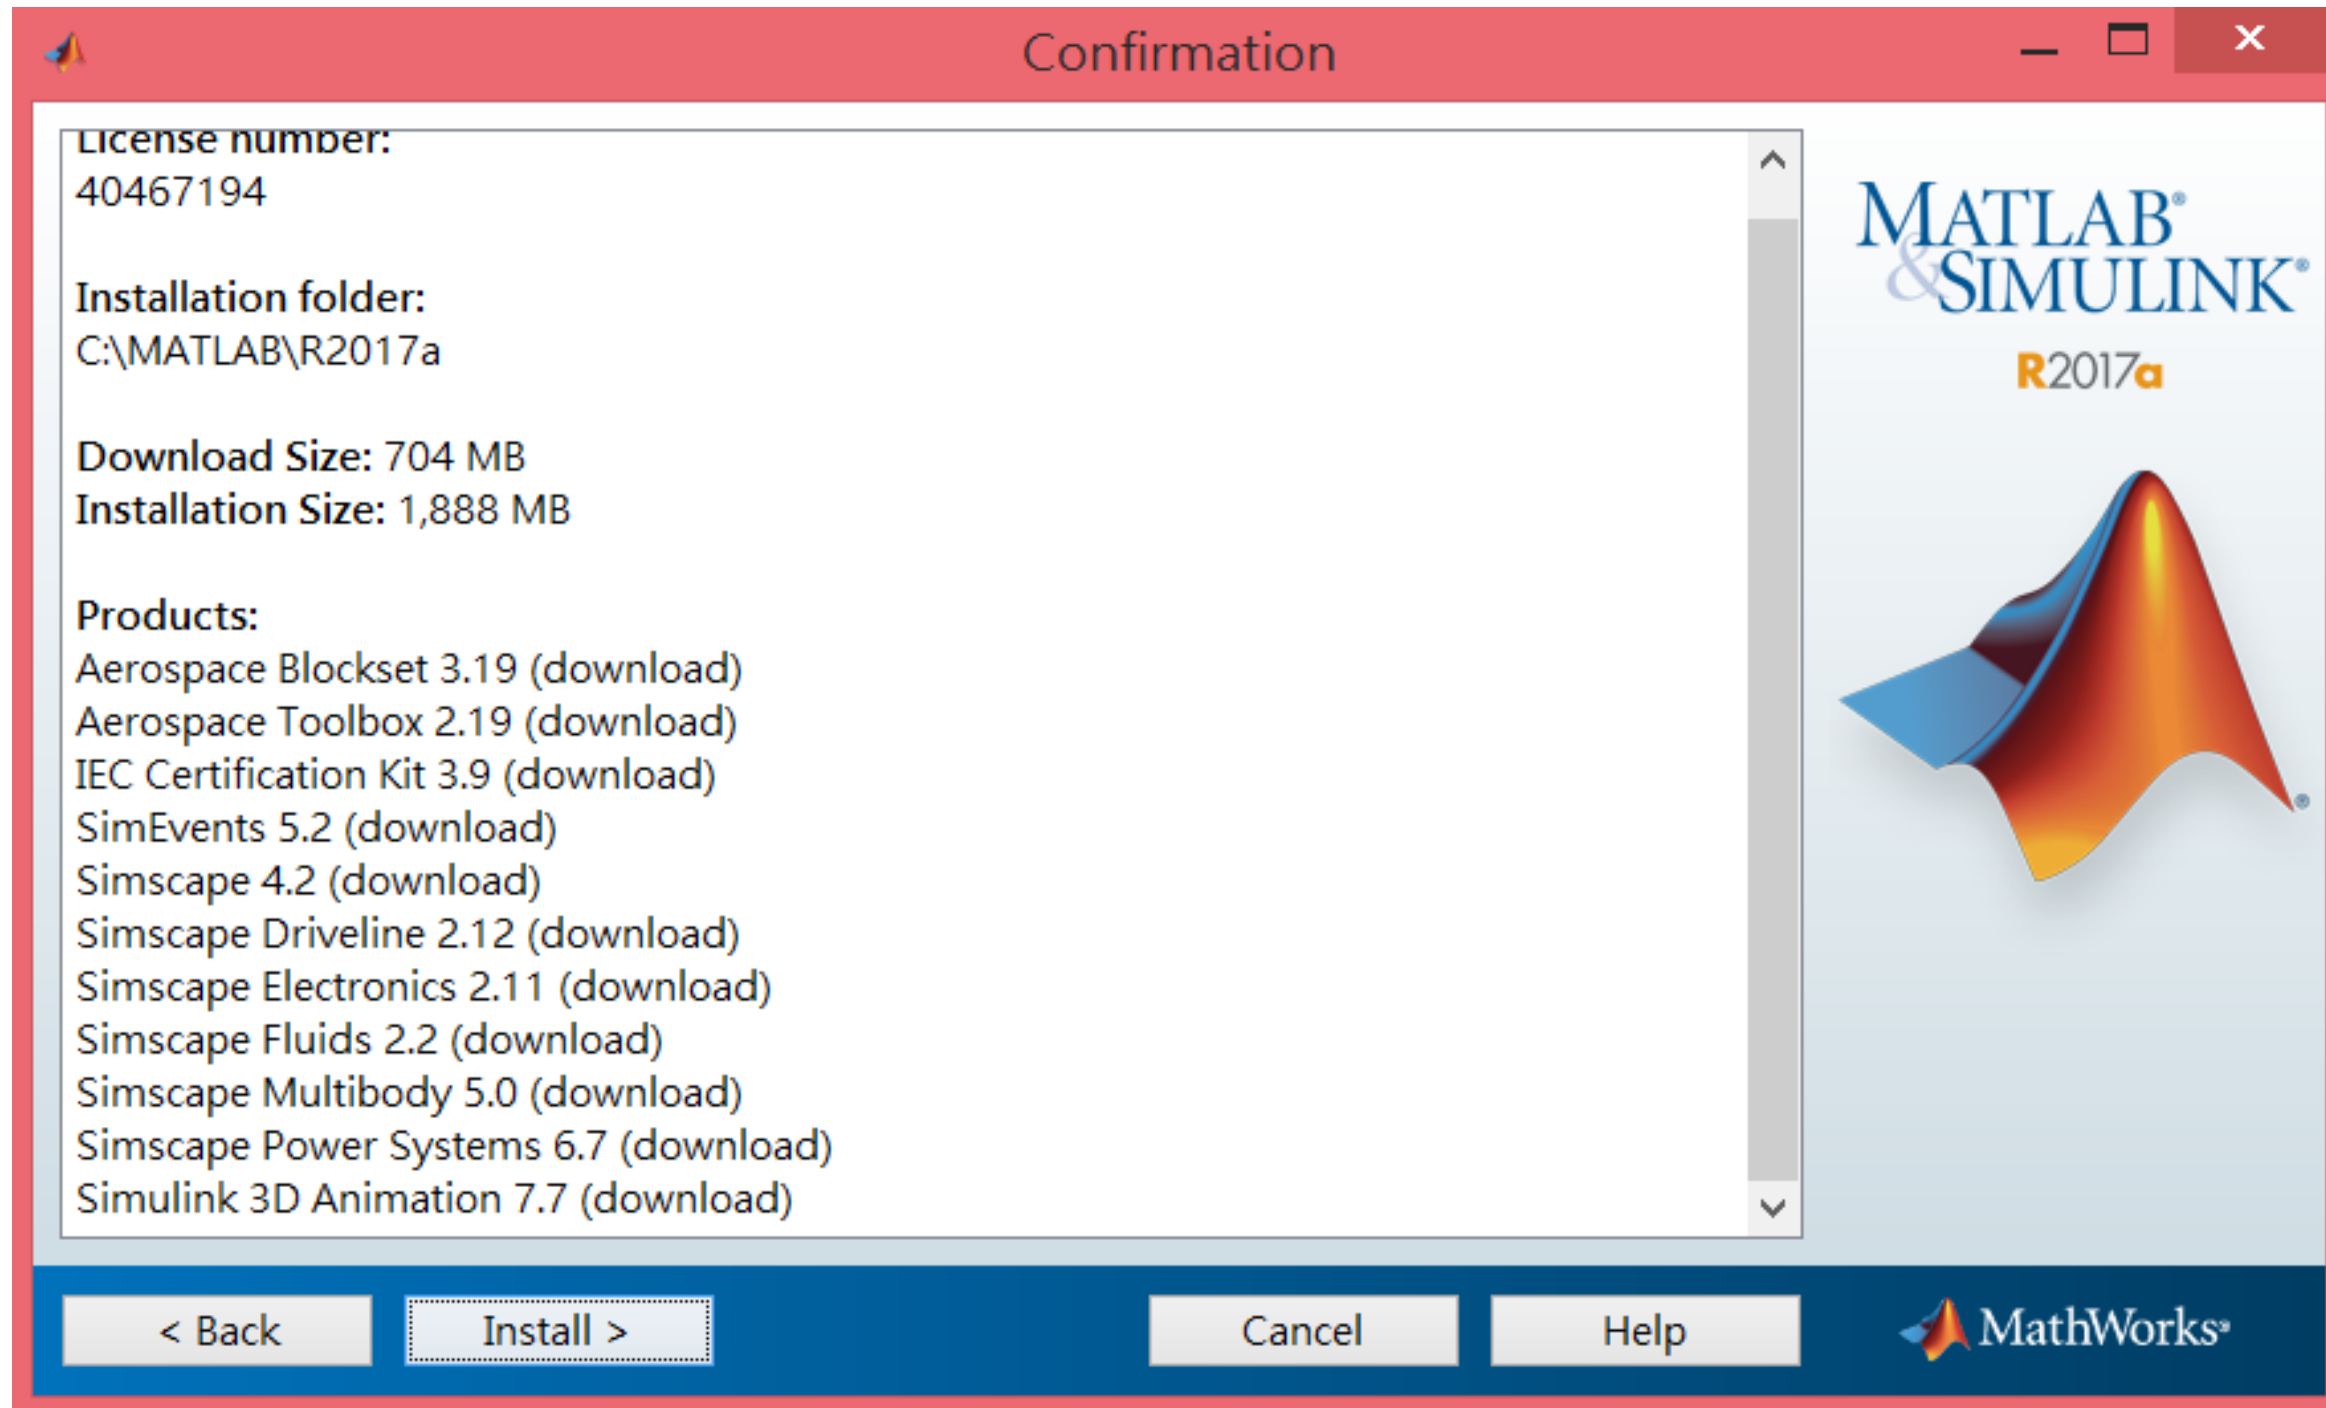 Confirmation
License number:
40467194
Installation folder:
C:\MATLAB\R2017a
Download Size: 704 MB
Installation Size: 1,888 MB
Products:
Aerospace Blockset 3.19 (download)
Aerospace Toolbox 2.19 (download)
IEC Certification Kit 3.9 (download)
SimEvents 5.2 (download)
Simscape 4.2 (download)
Simscape Driveline 2.12 (download)
Simscape Electronics 2.11 (download)
Simscape Fluids 2.2 (download)
Simscape Multibody 5.0 (download)
Simscape Power Systems 6.7 (download)
Simulink 3D Animation 7.7 (download)
MATLAB®
&SIMULINK®
R2017a
®
< Back
Install >
Cancel
Help
MathWorks®